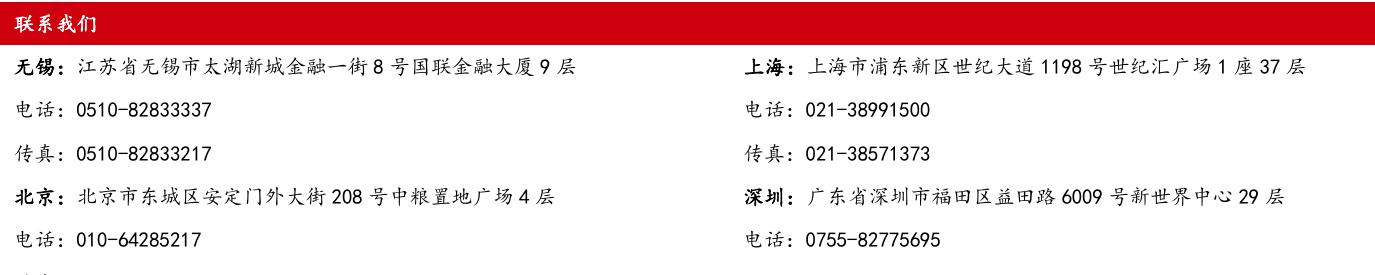 联系我们
无锡：江苏省无锡市太湖新城金融一街 8 号国联金融大厦 9 层
电话：0510-82833337
传真：0510-82833217
北京：北京市东城区安定门外大街 208 号中粮置地广场 4 层
电话：010-64285217
上海：上海市浦东新区世纪大道 1198 号世纪汇广场 1 座 37 层
电话：021-38991500
传真：021-38571373
深圳：广东省深圳市福田区益田路 6009 号新世界中心 29 层
电话：0755-82775695